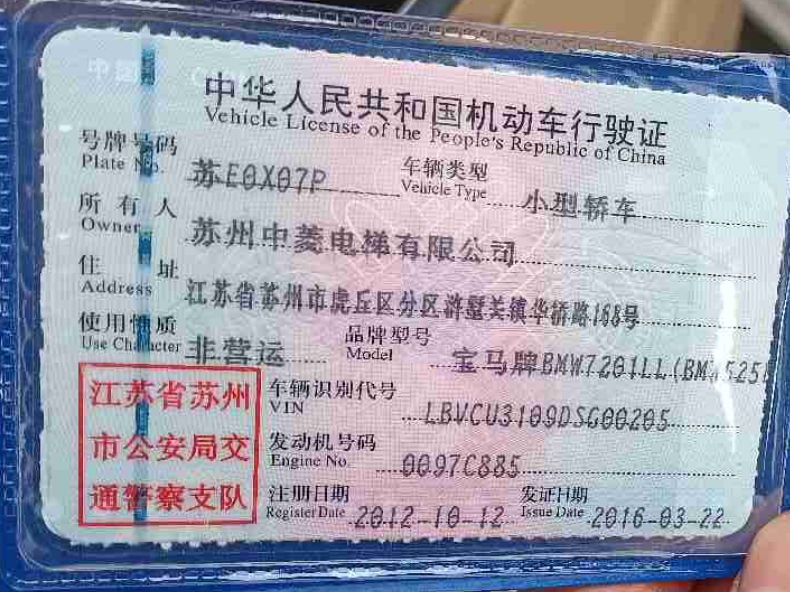 中华人民共和国机动车行驶证
Vehicle License of the People's Republic of China
号牌号码 苏E0X07P 车辆类型 小型轿车
Plate No. Vehicle Type
所有人 苏州中菱电梯有限公司
Owner
住址 江苏省苏州市虎丘区分区浒墅关镇华桥路168号
Address
使用性质 非营运 品牌型号 宝马牌BMW7201LL(BMW525
Use Character Model
江苏省苏州
市公安局交
通警察支队
车辆识别代号 LBVCU3109DSG00205
VIN
发动机号码 0097C885
Engine No.
注册日期 2012-10-12 发证日期 2016-03-22
Register Date Issue Date